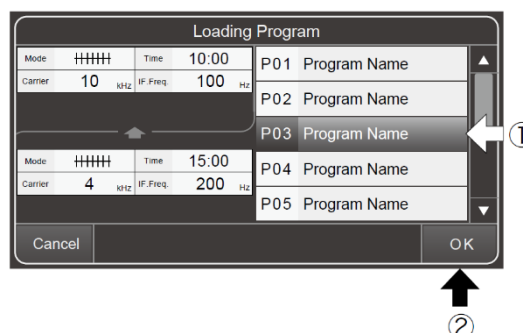 Loading Program
Mode Time 10:00
Carrier 10 kHz IF.Freq. 100 Hz
Mode Time 15:00
Carrier 4 kHz IF.Freq. 200 Hz
P01 Program Name
P02 Program Name
P03 Program Name
P04 Program Name
P05 Program Name
①
Cancel
OK
②